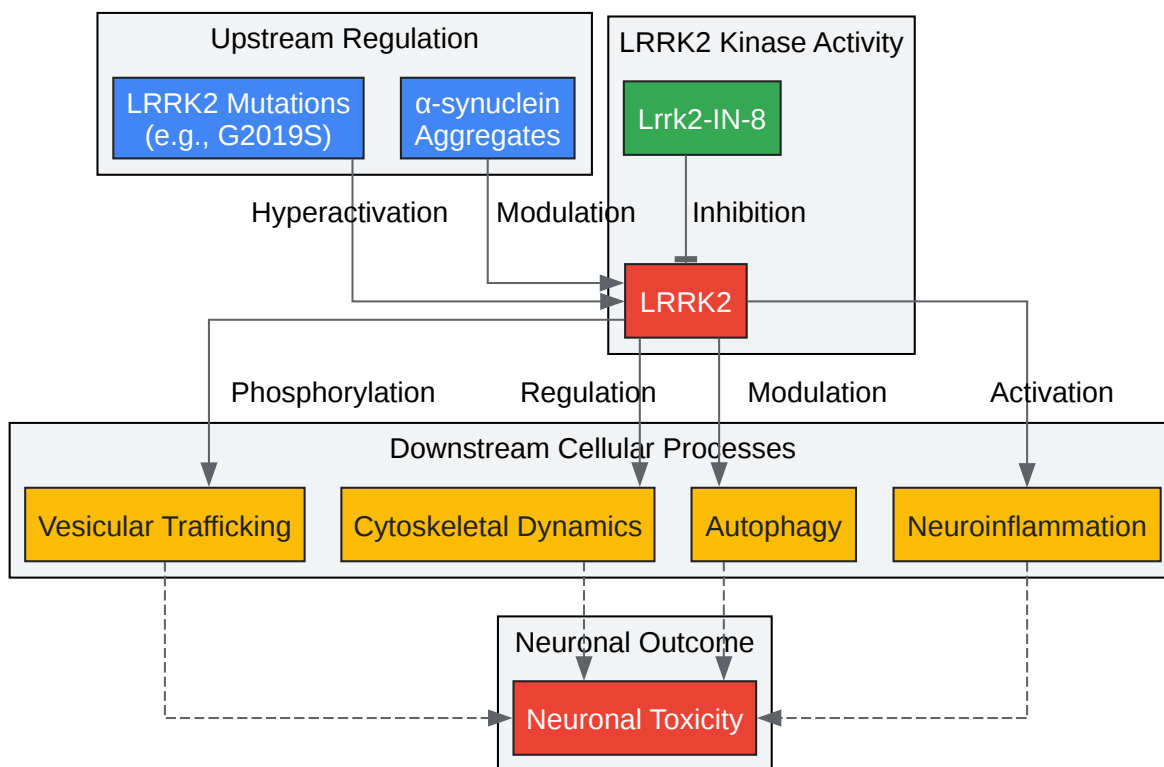 Upstream Regulation
LRRK2 Kinase Activity
LRRK2 Mutations
(e.g., G2019S)
α-synuclein
Aggregates
Lrrk2-IN-8
Hyperactivation
Modulation
Inhibition
LRRK2
Phosphorylation
Regulation
Modulation
Activation
Downstream Cellular Processes
Vesicular Trafficking
Cytoskeletal Dynamics
Autophagy
Neuroinflammation
Neuronal Outcome
Neuronal Toxicity